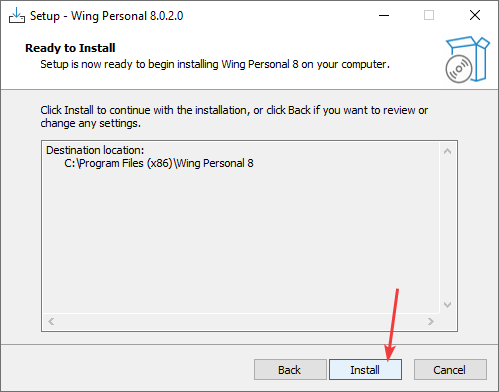 Setup - Wing Personal 8.0.2.0
Ready to Install
Setup is now ready to begin installing Wing Personal 8 on your computer.
Click Install to continue with the installation, or click Back if you want to review or
change any settings.
Destination location:
C:\Program Files (x86)\Wing Personal 8
Back
Install
Cancel